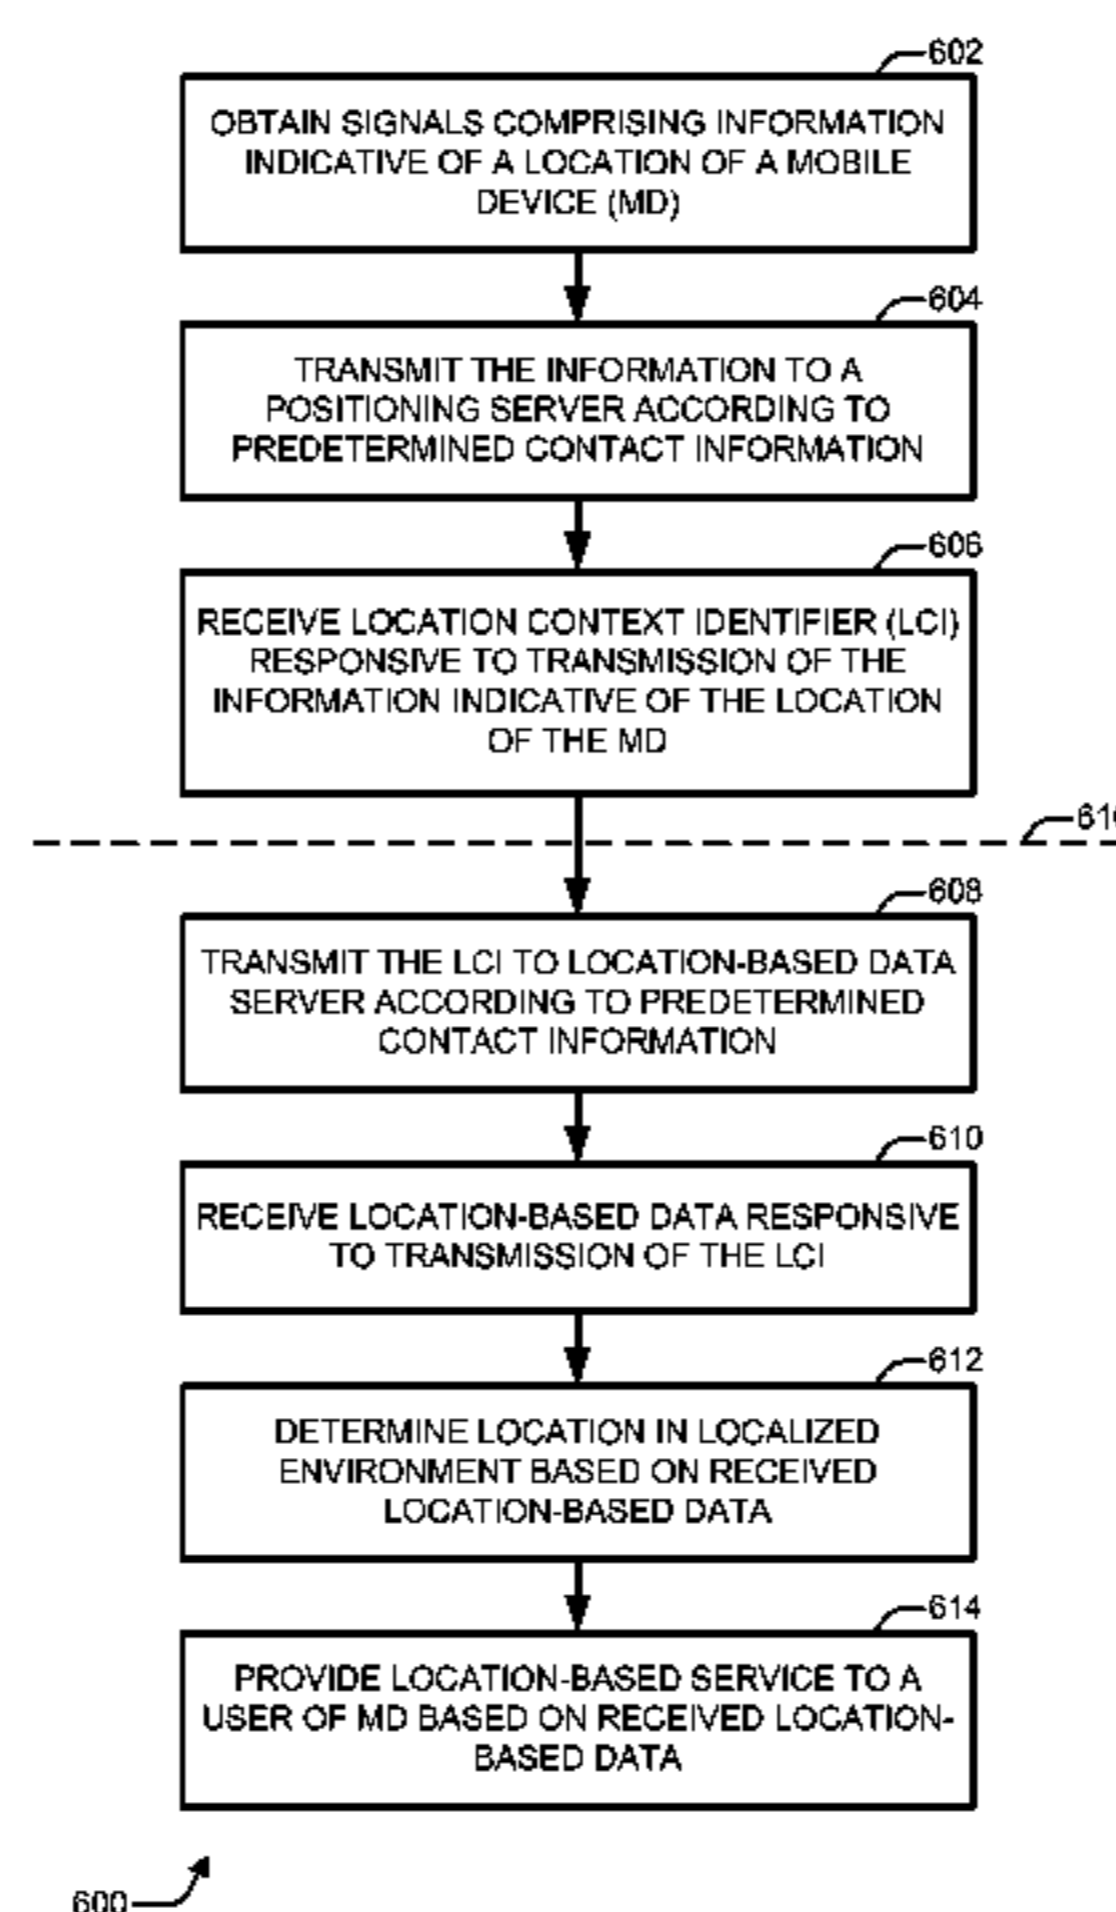 602
OBTAIN SIGNALS COMPRISING INFORMATION
INDICATIVE OF A LOCATION OF A MOBILE
DEVICE (MD)
604
TRANSMIT THE INFORMATION TO A
POSITIONING SERVER ACCORDING TO
PREDETERMINED CONTACT INFORMATION
606
RECEIVE LOCATION CONTEXT IDENTIFIER (LCI)
RESPONSIVE TO TRANSMISSION OF THE
INFORMATION INDICATIVE OF THE LOCATION
OF THE MD
608
TRANSMIT THE LCI TO LOCATION-BASED DATA
SERVER ACCORDING TO PREDETERMINED
CONTACT INFORMATION
610
RECEIVE LOCATION-BASED DATA RESPONSIVE
TO TRANSMISSION OF THE LCI
612
DETERMINE LOCATION IN LOCALIZED
ENVIRONMENT BASED ON RECEIVED
LOCATION-BASED DATA
614
PROVIDE LOCATION-BASED SERVICE TO A
USER OF MD BASED ON RECEIVED LOCATION-
BASED DATA
600